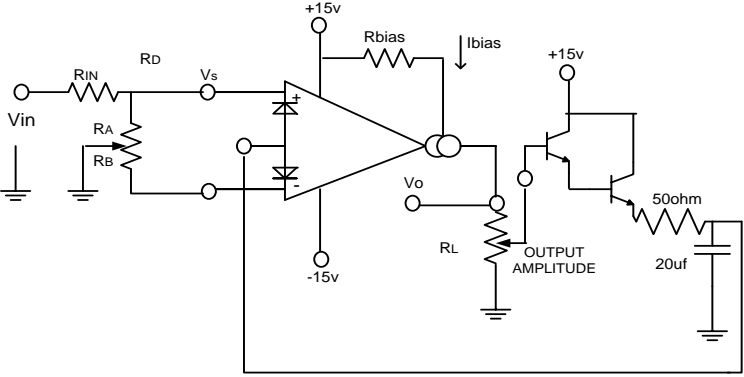 +15v
Rbias
Ibias
+15v
RIN
RD
Vs
Vin
RA
RB
+
-
Vo
50ohm
RL
OUTPUT
AMPLITUDE
20uf
-15v